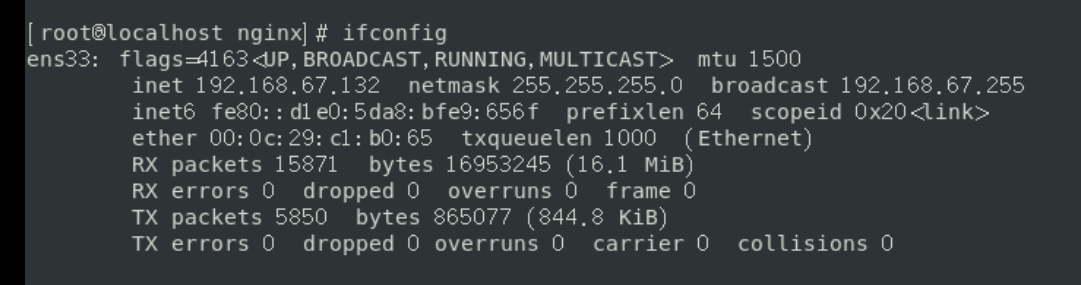 [root@localhost nginx]# ifconfig
ens33: flags=4163<UP,BROADCAST,RUNNING,MULTICAST>  mtu 1500
        inet 192.168.67.132  netmask 255.255.255.0  broadcast 192.168.67.255
        inet6 fe80::d1e0:5da8:bfe9:656f  prefixlen 64  scopeid 0x20<link>
        ether 00:0c:29:c1:b0:65  txqueuelen 1000  (Ethernet)
        RX packets 15871  bytes 16953245 (16.1 MiB)
        RX errors 0  dropped 0  overruns 0  frame 0
        TX packets 5850  bytes 865077 (844.8 KiB)
        TX errors 0  dropped 0 overruns 0  carrier 0  collisions 0